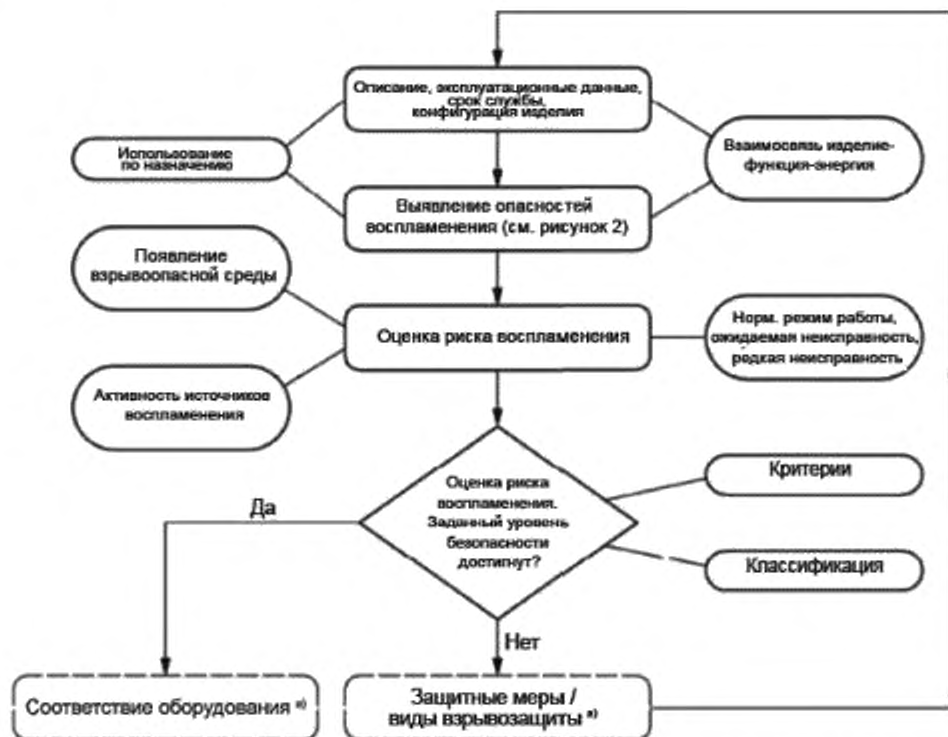 Описание, эксплуатационные данные,
срок службы,
конфигурация изделия
Использование
по назначению
Взаимосвязь изделие-
функция-энергия
Выявление опасностей
воспламенения (см. рисунок 2)
Появление
взрывоопасной среды
Оценка риска воспламенения
Норм. режим работы,
ожидаемая неисправность,
редкая неисправность
Активность источников
воспламенения
Оценка риска
воспламенения.
Заданный уровень
безопасности
достигнут?
Критерии
Да
Классификация
Нет
Соответствие оборудования а)
Защитные меры /
виды взрывозащиты а)